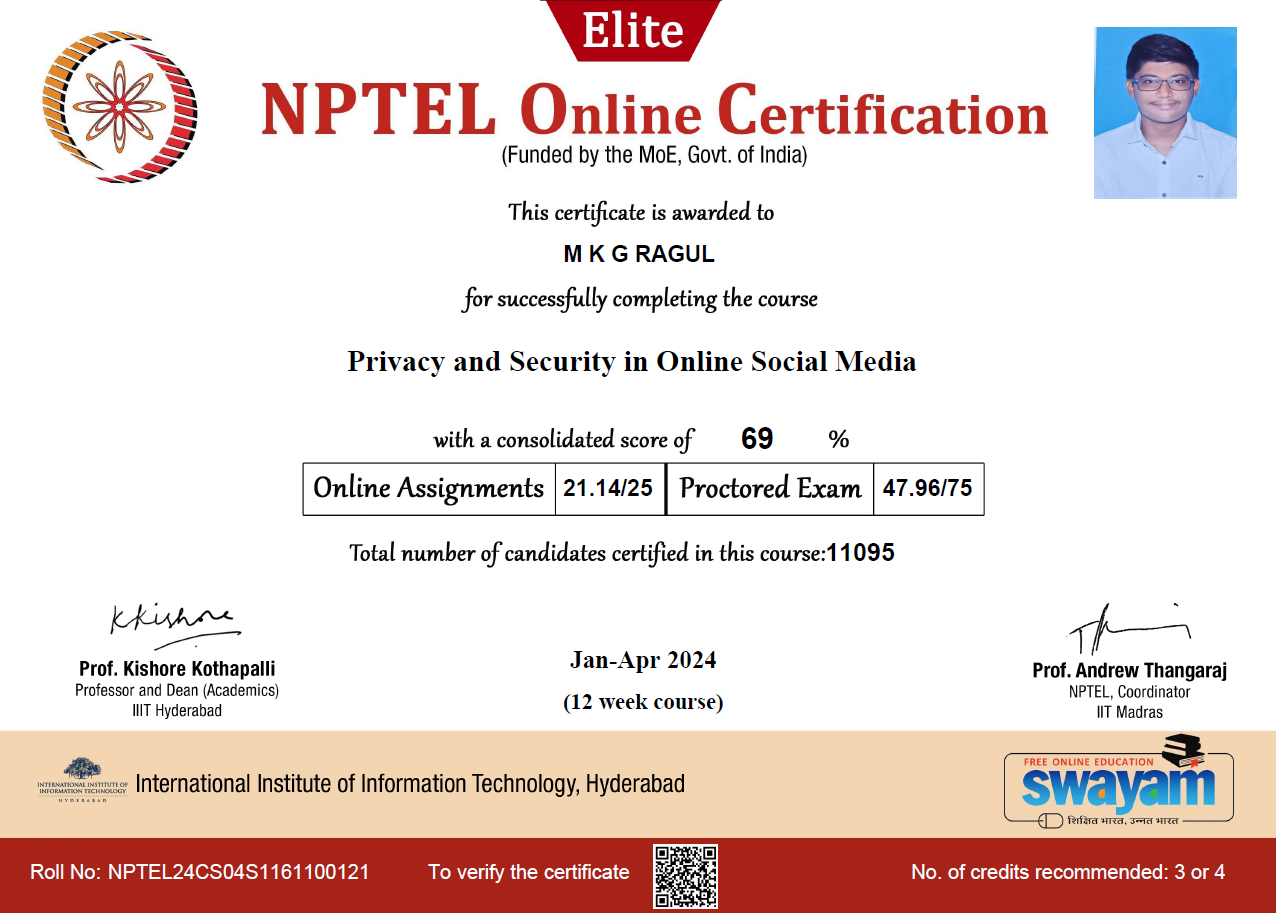 Elite
NPTEL Online Certification
(Funded by the MoE, Govt. of India)
This certificate is awarded to
M K G RAGUL
for successfully completing the course
Privacy and Security in Online Social Media
with a consolidated score of 69 %
Online Assignments 21.14/25 Proctored Exam 47.96/75
Total number of candidates certified in this course:11095
KKishore
Prof. Kishore Kothapalli
Professor and Dean (Academics)
IIIT Hyderabad
Jan-Apr 2024
(12 week course)
Prof. Andrew Thangaraj
NPTEL, Coordinator
IIT Madras
INTERNATIONAL INSTITUTE OF
INFORMATION TECHNOLOGY
HYDERABAD
International Institute of Information Technology, Hyderabad
FREE ONLINE EDUCATION
swayam
शिक्षित भारत, उन्नत भारत
Roll No: NPTEL24CS04S1161100121 To verify the certificate No. of credits recommended: 3 or 4